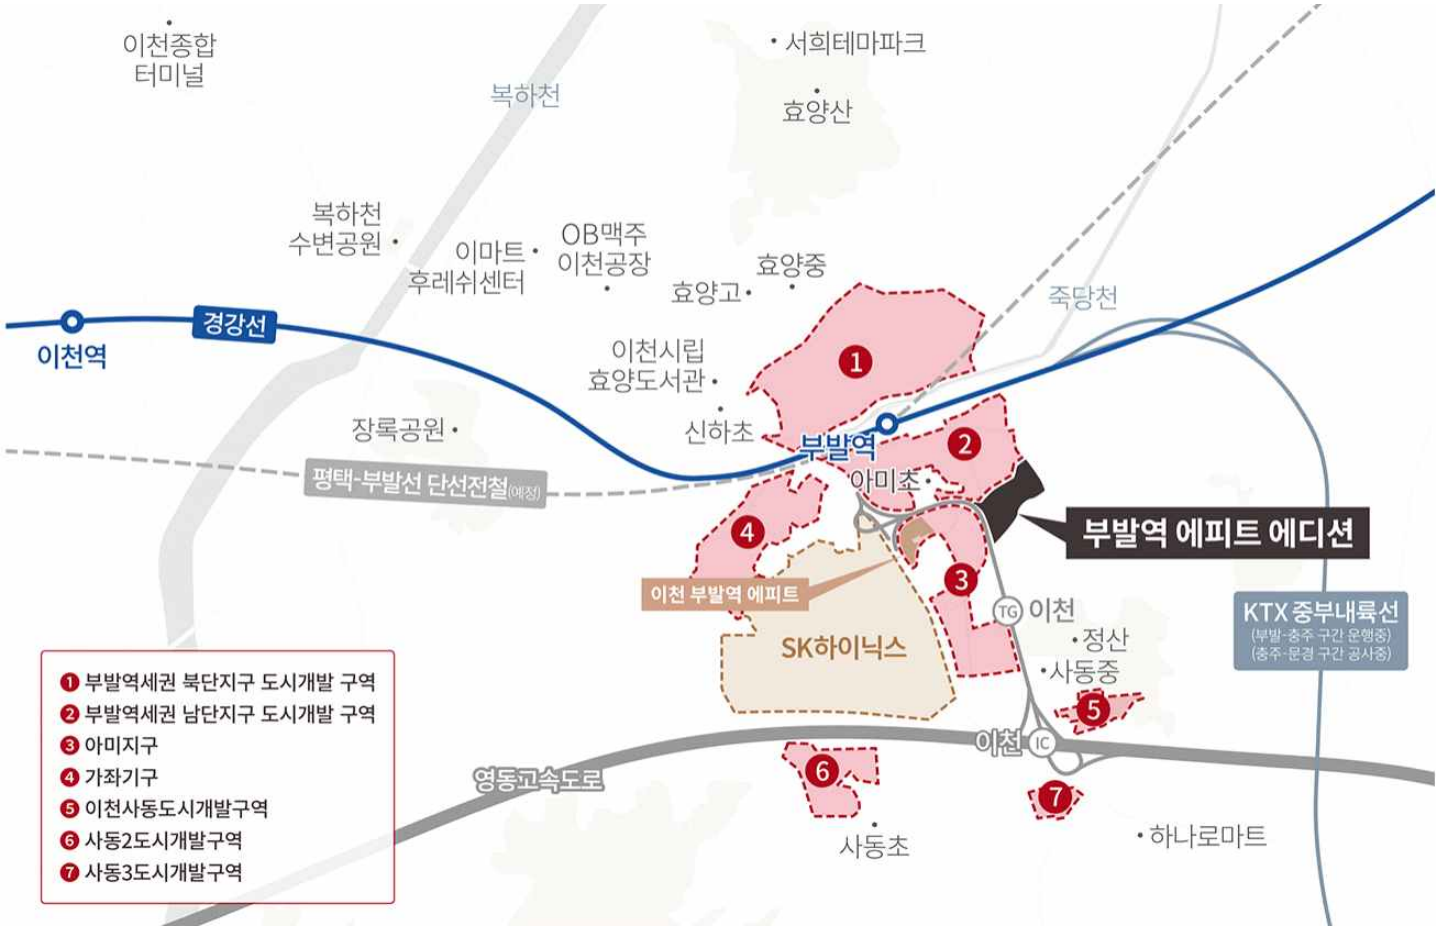 이천종합
터미널
복하천
서희테마파크
효양산
복하천
수변공원
이마트
후레쉬센터
OB맥주
이천공장
효양고
효양중
죽당천
경강선
이천역
이천시립
효양도서관
신하초
장록공원
평택-부발선 단선전철(예정)
부발역
아미초
1
2
3
4
5
6
7
부발역 에피트 에디션
이천 부발역 에피트
SK하이닉스
TG 이천
정산
사동중
KTX 중부내륙선
(부발-충주 구간 운행중)
(충주-문경 구간 공사중)
이천 IC
영동고속도로
사동초
하나로마트
1 부발역세권 북단지구 도시개발 구역
2 부발역세권 남단지구 도시개발 구역
3 아미지구
4 가좌기구
5 이천사동도시개발구역
6 사동2도시개발구역
7 사동3도시개발구역